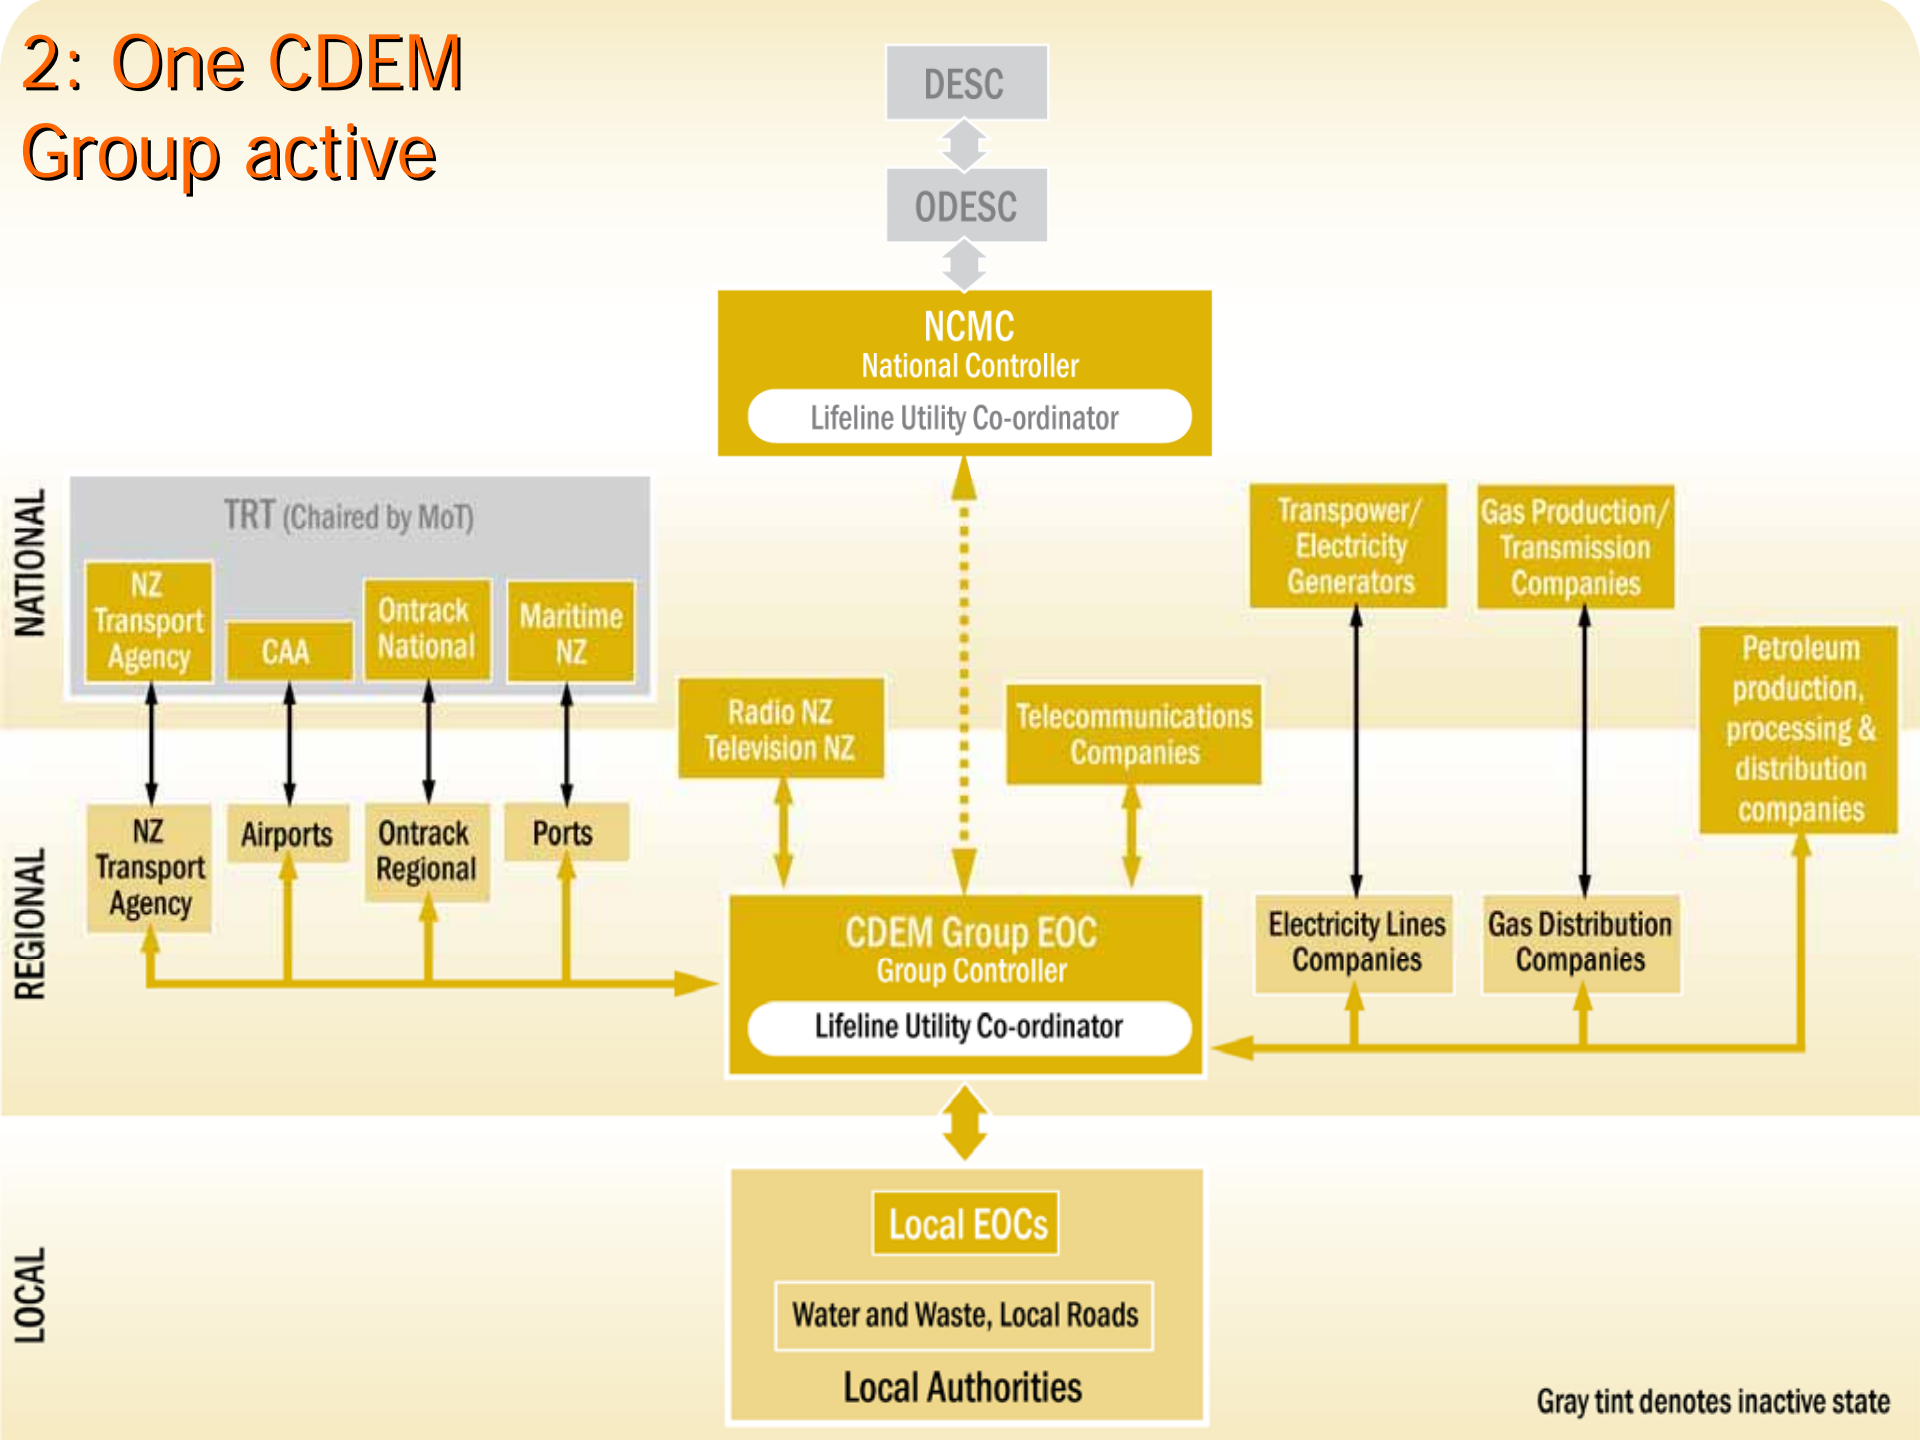 2: One CDEM
Group active
DESC
ODESC
NCMC
National Controller
Lifeline Utility Co-ordinator
NATIONAL
TRT (Chaired by MoT)
NZ
Transport
Agency
CAA
Ontrack
National
Maritime
NZ
Radio NZ
Television NZ
Telecommunications
Companies
Transpower/
Electricity
Generators
Gas Production/
Transmission
Companies
Petroleum
production,
processing &
distribution
companies
REGIONAL
NZ
Transport
Agency
Airports
Ontrack
Regional
Ports
CDEM Group EOC
Group Controller
Lifeline Utility Co-ordinator
Electricity Lines
Companies
Gas Distribution
Companies
LOCAL
Local EOCs
Water and Waste, Local Roads
Local Authorities
Gray tint denotes inactive state